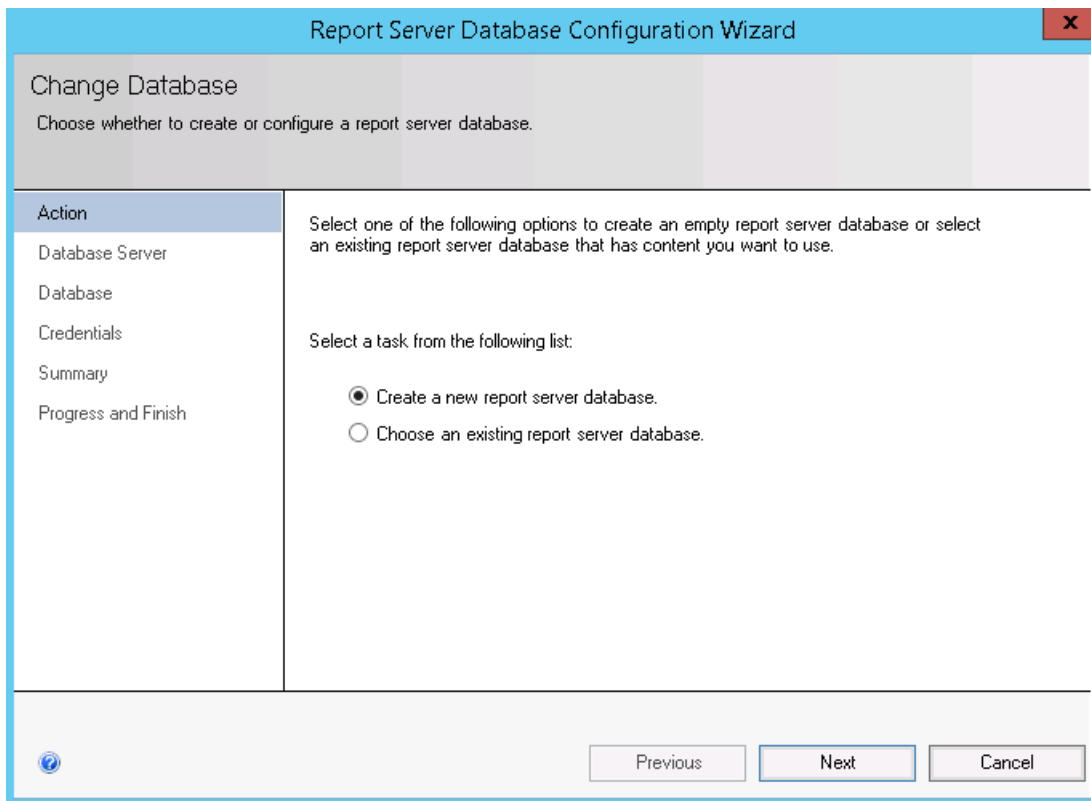 Report Server Database Configuration Wizard
x
Change Database
Choose whether to create or configure a report server database.
Action
Database Server
Database
Credentials
Summary
Progress and Finish
Select one of the following options to create an empty report server database or select
an existing report server database that has content you want to use.
Select a task from the following list:
Create a new report server database.
Choose an existing report server database.
?
Previous
Next
Cancel